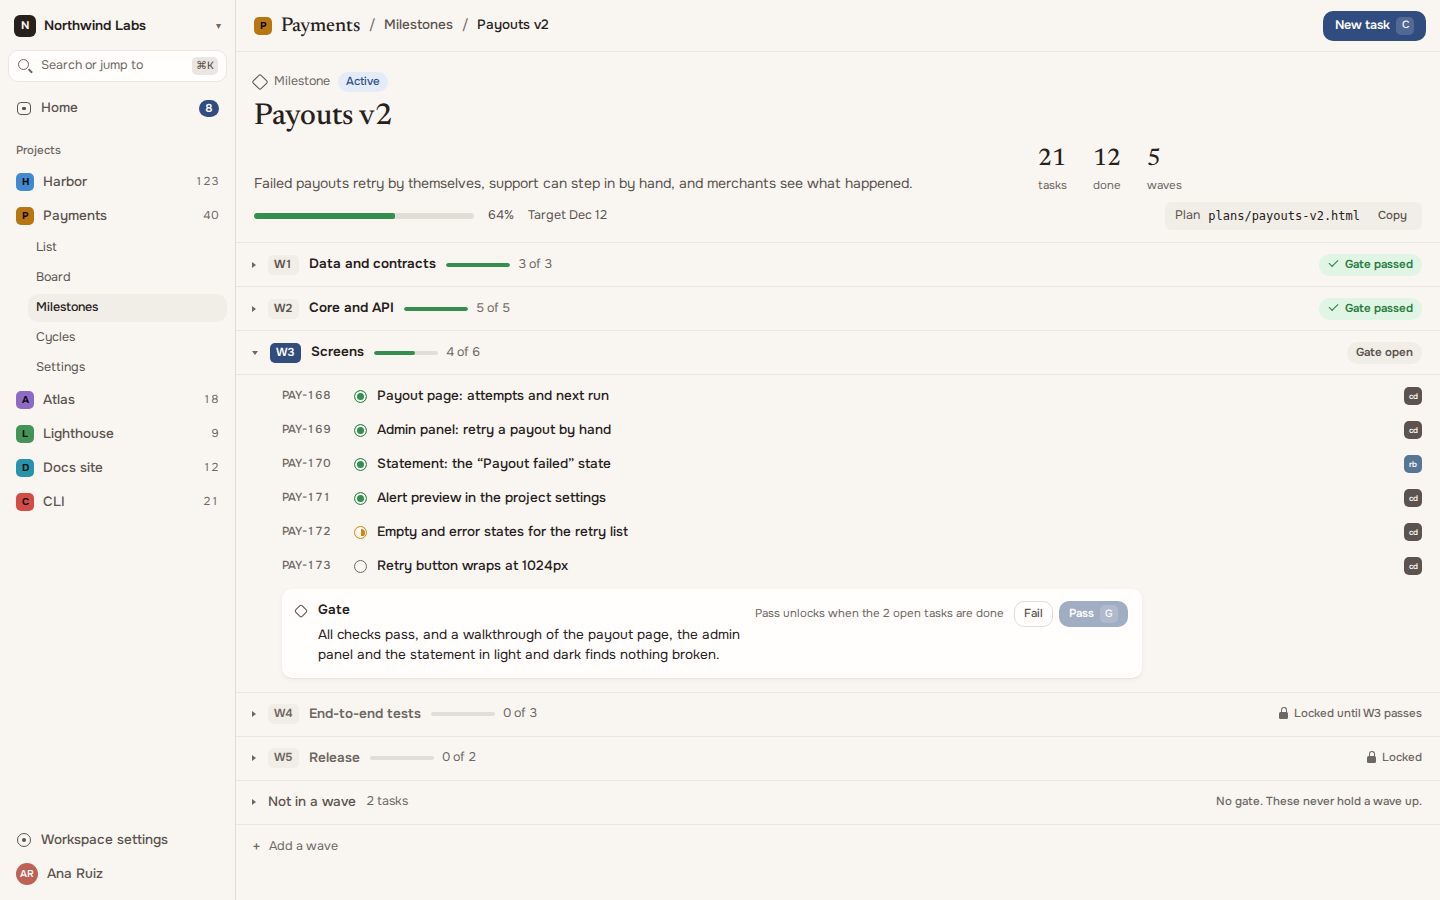 N Northwind Labs ▾
Search or jump to ⌘K
Home 8
Projects
H Harbor 123
P Payments 40
List
Board
Milestones
Cycles
Settings
A Atlas 18
L Lighthouse 9
D Docs site 12
C CLI 21
Workspace settings
AR Ana Ruiz
P Payments / Milestones / Payouts v2
New task C
Milestone Active
Payouts v2
Failed payouts retry by themselves, support can step in by hand, and merchants see what happened.
21 12 5
tasks done waves
64% Target Dec 12
Plan plans/payouts-v2.html Copy
W1 Data and contracts 3 of 3 Gate passed
W2 Core and API 5 of 5 Gate passed
W3 Screens 4 of 6 Gate open
PAY-168 Payout page: attempts and next run cd
PAY-169 Admin panel: retry a payout by hand cd
PAY-170 Statement: the “Payout failed” state rb
PAY-171 Alert preview in the project settings cd
PAY-172 Empty and error states for the retry list cd
PAY-173 Retry button wraps at 1024px cd
Gate
Pass unlocks when the 2 open tasks are done Fail Pass G
All checks pass, and a walkthrough of the payout page, the admin
panel and the statement in light and dark finds nothing broken.
W4 End-to-end tests 0 of 3 Locked until W3 passes
W5 Release 0 of 2 Locked
Not in a wave 2 tasks No gate. These never hold a wave up.
+ Add a wave